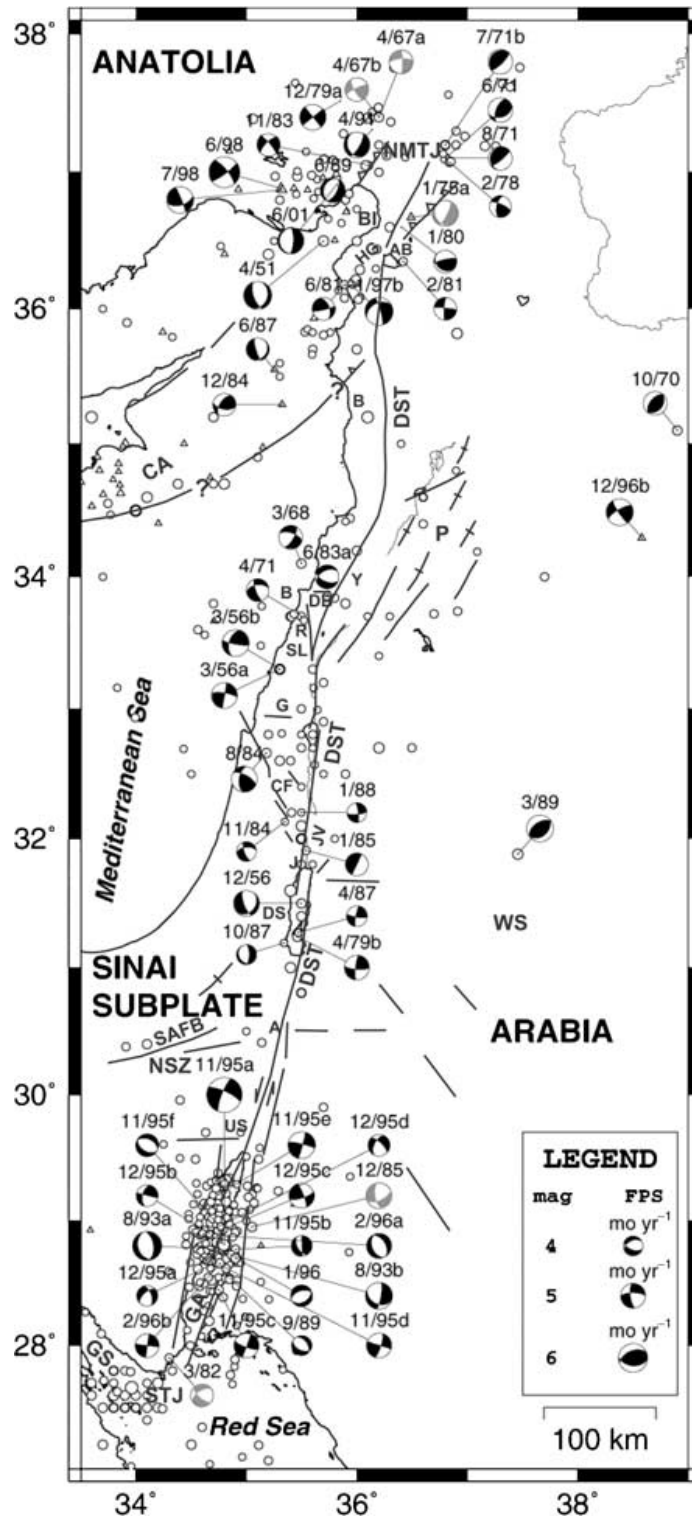 38°
ANATOLIA
4/67a
7/71b
4/67b
12/79a
6/71
11/83
4/91
NMTJ
8/71
6/98
6/89
7/98
1/75a
2/78
BI
6/01
1/80
HG
AB
4/51
6/81
1/97b
2/81
36°
6/87
10/70
12/84
?
B
DST
CA
?
12/96b
3/68
P
6/83a
4/71
Y
34°
B
DB
3/56b
R
SL
3/56a
G
Mediterranean Sea
DST
8/84
CF
1/88
3/89
11/84
JV
1/85
32°
J
12/56
4/87
DS
WS
10/87
4/79b
SINAI
SUBPLATE
DST
A
ARABIA
SAFB
NSZ
11/95a
30°
US
11/95f
11/95e
12/95d
12/95b
12/95c
12/85
8/93a
11/95b
2/96a
12/95a
1/96
8/93b
GA
2/96b
11/95c
9/89
11/95d
28°
GS
3/82
STJ
Red Sea
LEGEND
mag FPS
mo yr⁻¹
4
mo yr⁻¹
5
mo yr⁻¹
6
100 km
34° 36° 38°